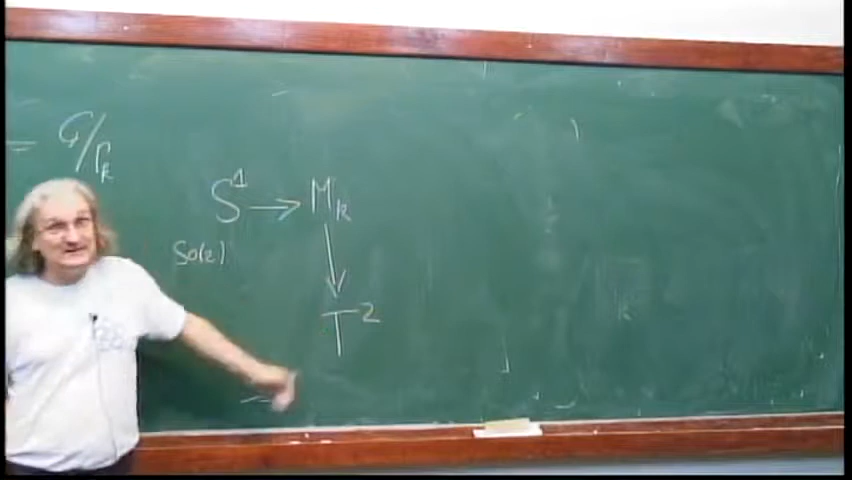 = G/Γk
S¹ → Mk
SO(2)
↓
T²